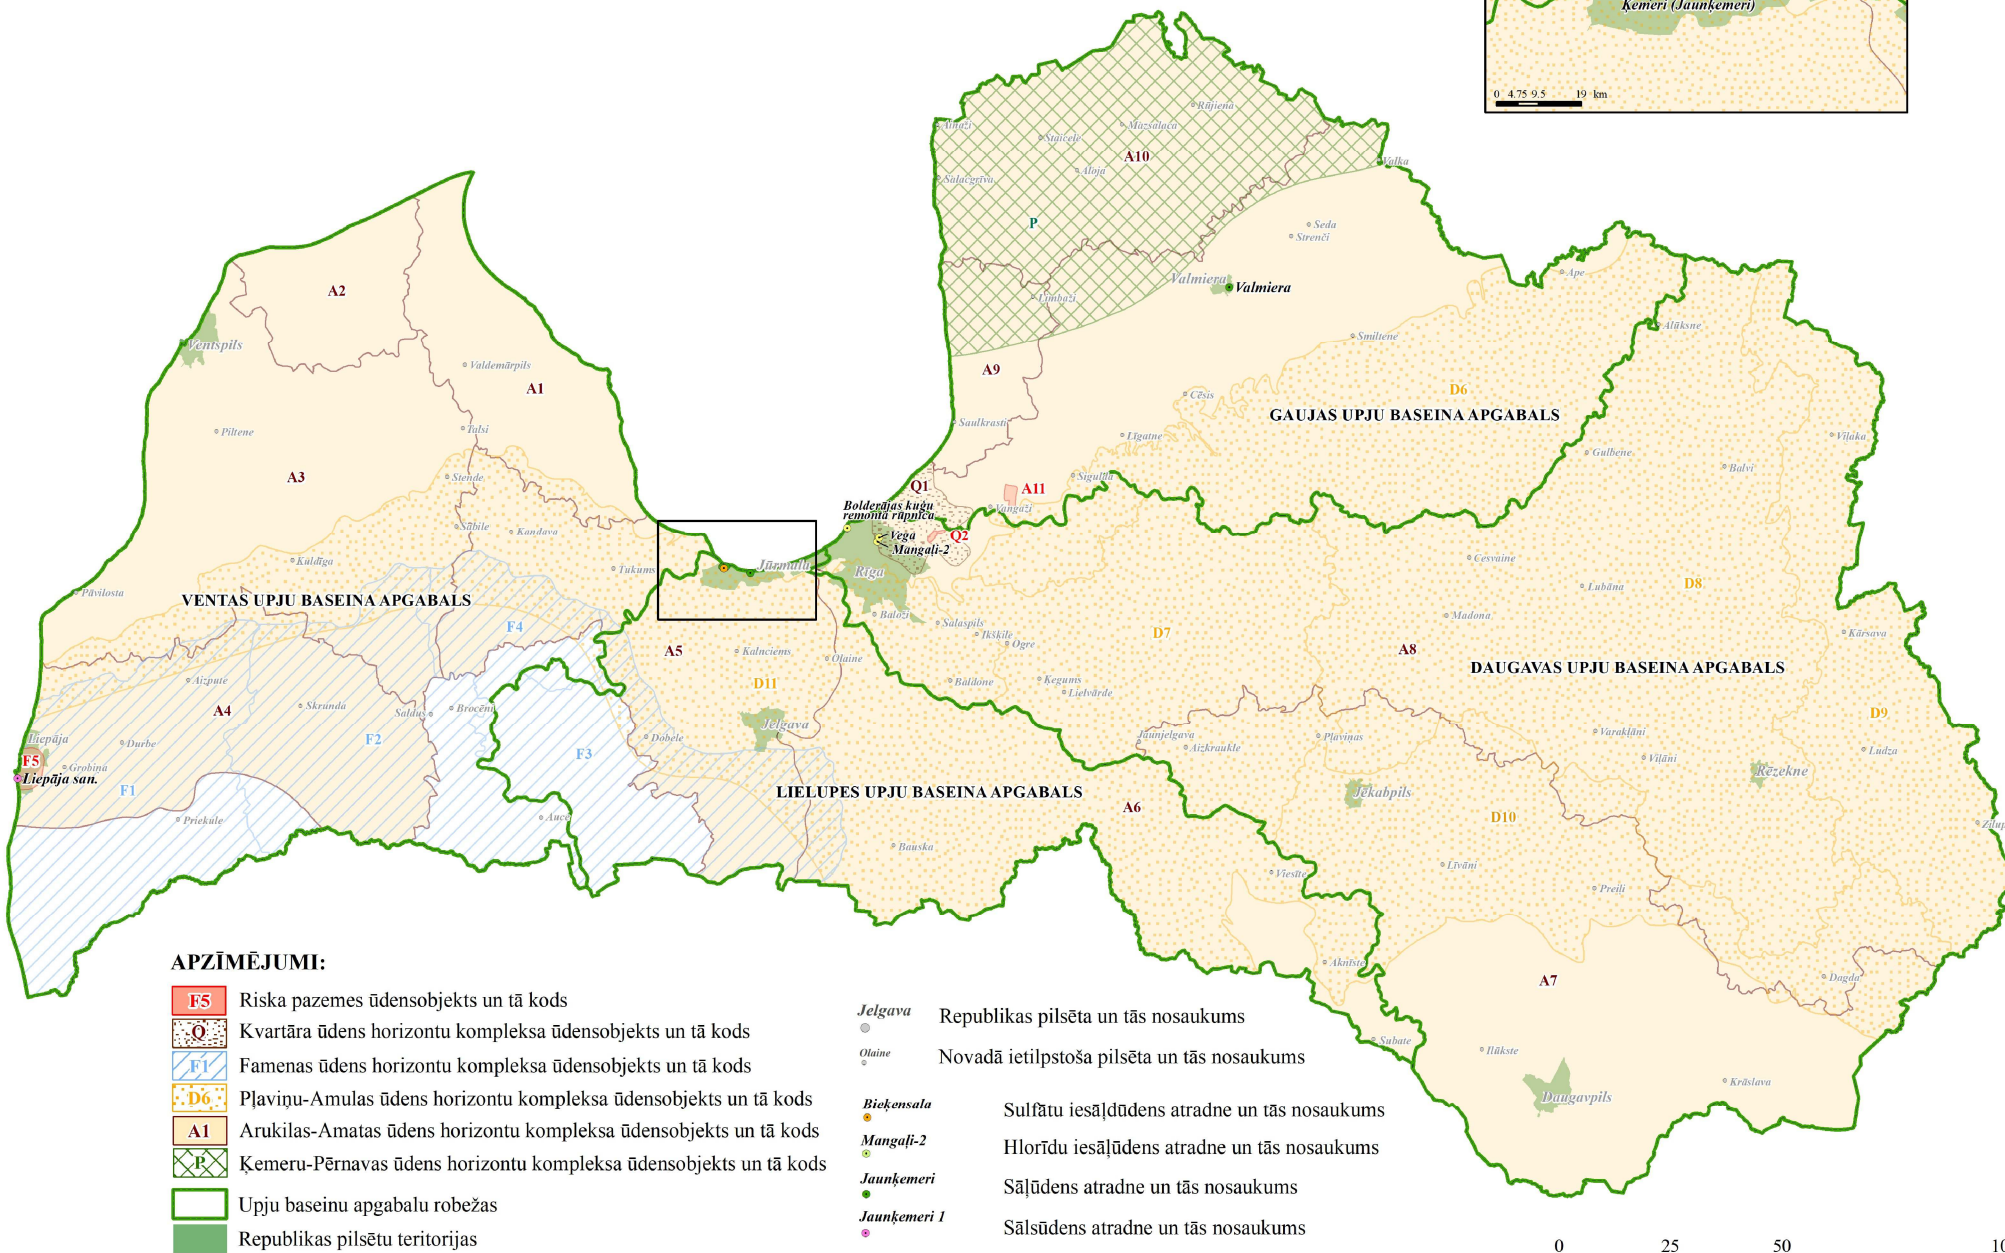 Ķemeri (Jaunķemeri)
0 4.75 9.5 19 km
Rūjiena
Ainaži
Staicele
Mazsalaca
A10
Valka
Aloja
Salacgrīva
P
Seda
Strenči
Ape
Valmiera
Valmiera
A2
Limbaži
Alūksne
Ventspils
Smiltene
Valdemārpils
A9
A1
D6
Cēsis
GAUJAS UPJU BASEINA APGABALS
Saulkrasti
Piltene
Talsi
Līgatne
Viļaka
Gulbene
Balvi
A3
Stende
Sigulda
Q1
A11
Bolderājas kuģu
remonta rūpnīca
Vangaži
Sabile
Kandava
Vega
Q2
Mangaļi-2
Kuldīga
Tukums
Jūrmala
Rīga
Cesvaine
Lubāna
D8
Pāvilosta
VENTAS UPJU BASEINA APGABALS
Baloži
Salaspils
Madona
F4
Ikšķile
Ogre
D7
Kārsava
A5
Kalnciems
Olaine
A8
DAUGAVAS UPJU BASEINA APGABALS
Aizpute
D11
Baldone
Ķegums
Lielvārde
A4
Skrunda
Saldus
Brocēni
Jelgava
D9
Liepāja
Durbe
F2
Dobele
Jaunjelgava
Aizkraukle
Pļaviņas
Varakļāni
Ludza
F3
Viļāni
F5
Grobiņa
Liepāja san.
Rēzekne
F1
LIELUPES UPJU BASEINA APGABALS
Jēkabpils
A6
Priekule
Auce
D10
Bauska
Līvāni
Viesīte
Preiļi
Aknīste
Dagda
A7
Subate
Ilūkste
Krāslava
Daugavpils
APZĪMĒJUMI:
F5 Riska pazemes ūdensobjekts un tā kods
Q Kvartāra ūdens horizontu kompleksa ūdensobjekts un tā kods
F1 Famenas ūdens horizontu kompleksa ūdensobjekts un tā kods
D6 Pļaviņu-Amulas ūdens horizontu kompleksa ūdensobjekts un tā kods
A1 Arukilas-Amatas ūdens horizontu kompleksa ūdensobjekts un tā kods
P Ķemeru-Pērnavas ūdens horizontu kompleksa ūdensobjekts un tā kods
Upju baseinu apgabalu robežas
Republikas pilsētu teritorijas
Jelgava Republikas pilsēta un tās nosaukums
Olaine Novadā ietilpstoša pilsēta un tās nosaukums
Bieķensala Sulfātu iesāļdūdens atradne un tās nosaukums
Mangaļi-2 Hlorīdu iesāļūdens atradne un tās nosaukums
Jaunķemeri Sāļūdens atradne un tās nosaukums
Jaunķemeri 1 Sālsūdens atradne un tās nosaukums
0 25 50